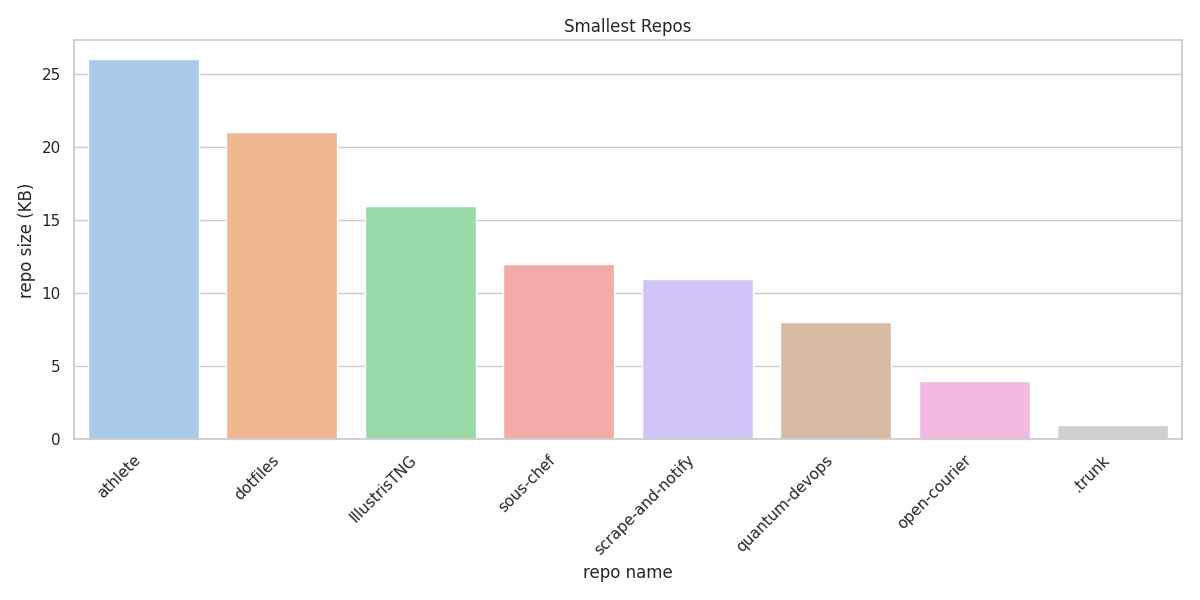 Smallest Repos
repo size (KB)
25
20
15
10
5
0
athlete
dotfiles
IllustrisTNG
sous-chef
scrape-and-notify
quantum-devops
open-courier
.trunk
repo name